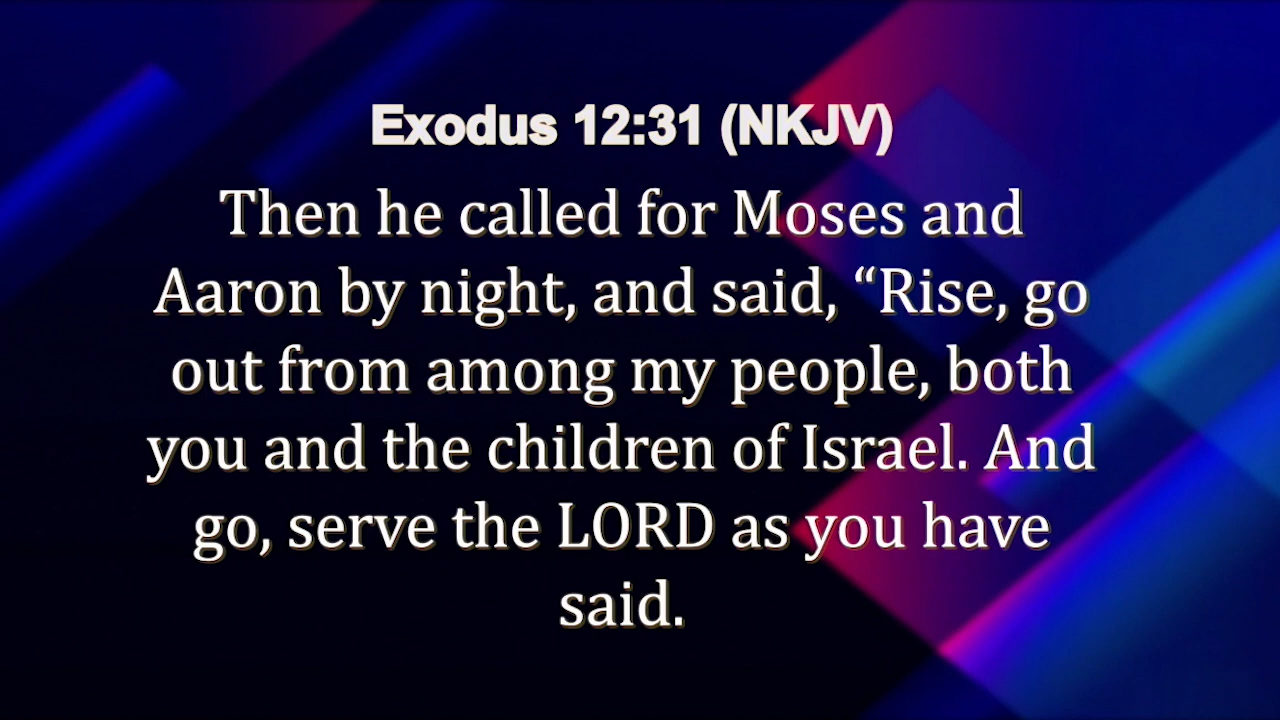 Exodus 12:31 (NKJV)
Then he called for Moses and
Aaron by night, and said, “Rise, go
out from among my people, both
you and the children of Israel. And
go, serve the LORD as you have
said.